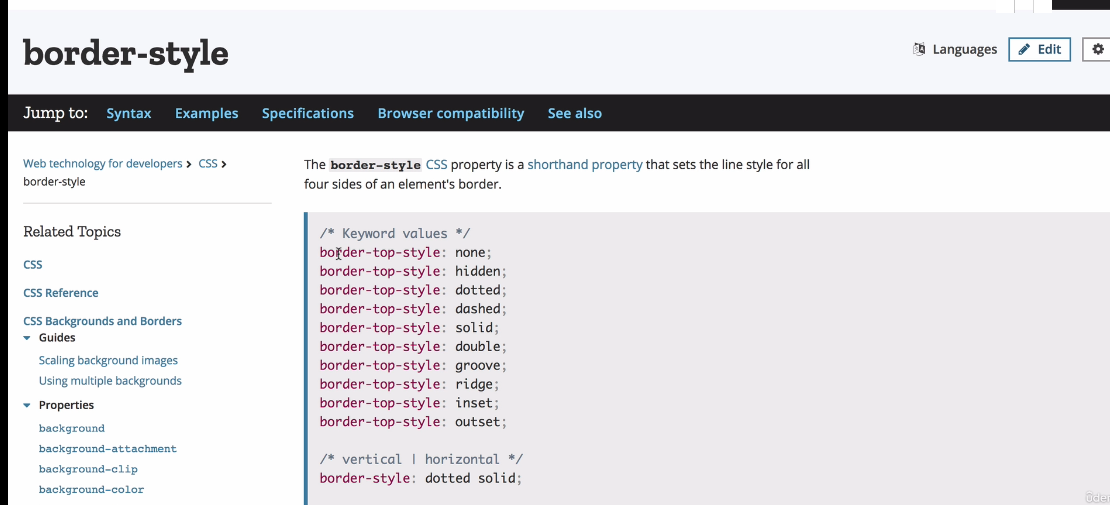 border-style
Languages
Edit
Jump to: Syntax Examples Specifications Browser compatibility See also
Web technology for developers > CSS >
border-style
Related Topics
CSS
CSS Reference
CSS Backgrounds and Borders
Guides
Scaling background images
Using multiple backgrounds
Properties
background
background-attachment
background-clip
background-color
The border-style CSS property is a shorthand property that sets the line style for all
four sides of an element's border.
/* Keyword values */
border-top-style: none;
border-top-style: hidden;
border-top-style: dotted;
border-top-style: dashed;
border-top-style: solid;
border-top-style: double;
border-top-style: groove;
border-top-style: ridge;
border-top-style: inset;
border-top-style: outset;
/* vertical | horizontal */
border-style: dotted solid;